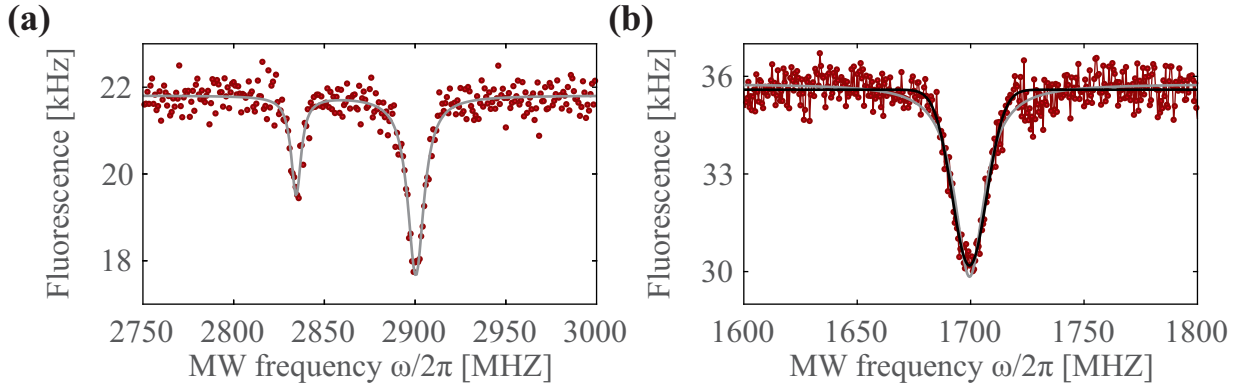 (a)
Fluorescence [kHz]
22
20
18
2750 2800 2850 2900 2950 3000
MW frequency ω/2π [MHZ]
(b)
Fluorescence [kHz]
36
33
30
1600 1650 1700 1750 1800
MW frequency ω/2π [MHZ]